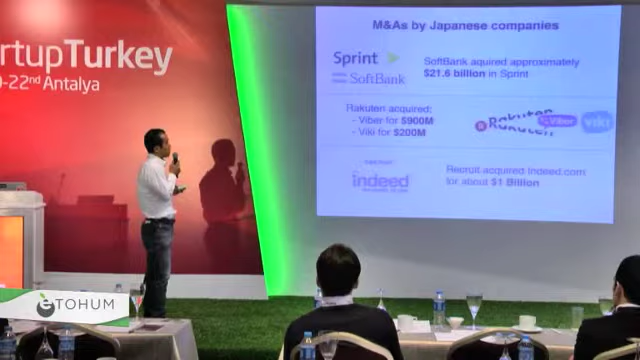 rtupTurkey
-22nd Antalya
M&As by Japanese companies
Sprint
SoftBank
SoftBank aquired approximately
$21.6 billion in Sprint
Rakuten acquired:
- Viber for $900M
- Viki for $200M
Rakuten
Rakuten
Viber
viki
indeed
Recruit acquired Indeed.com
for about $1 Billion
eTOHUM